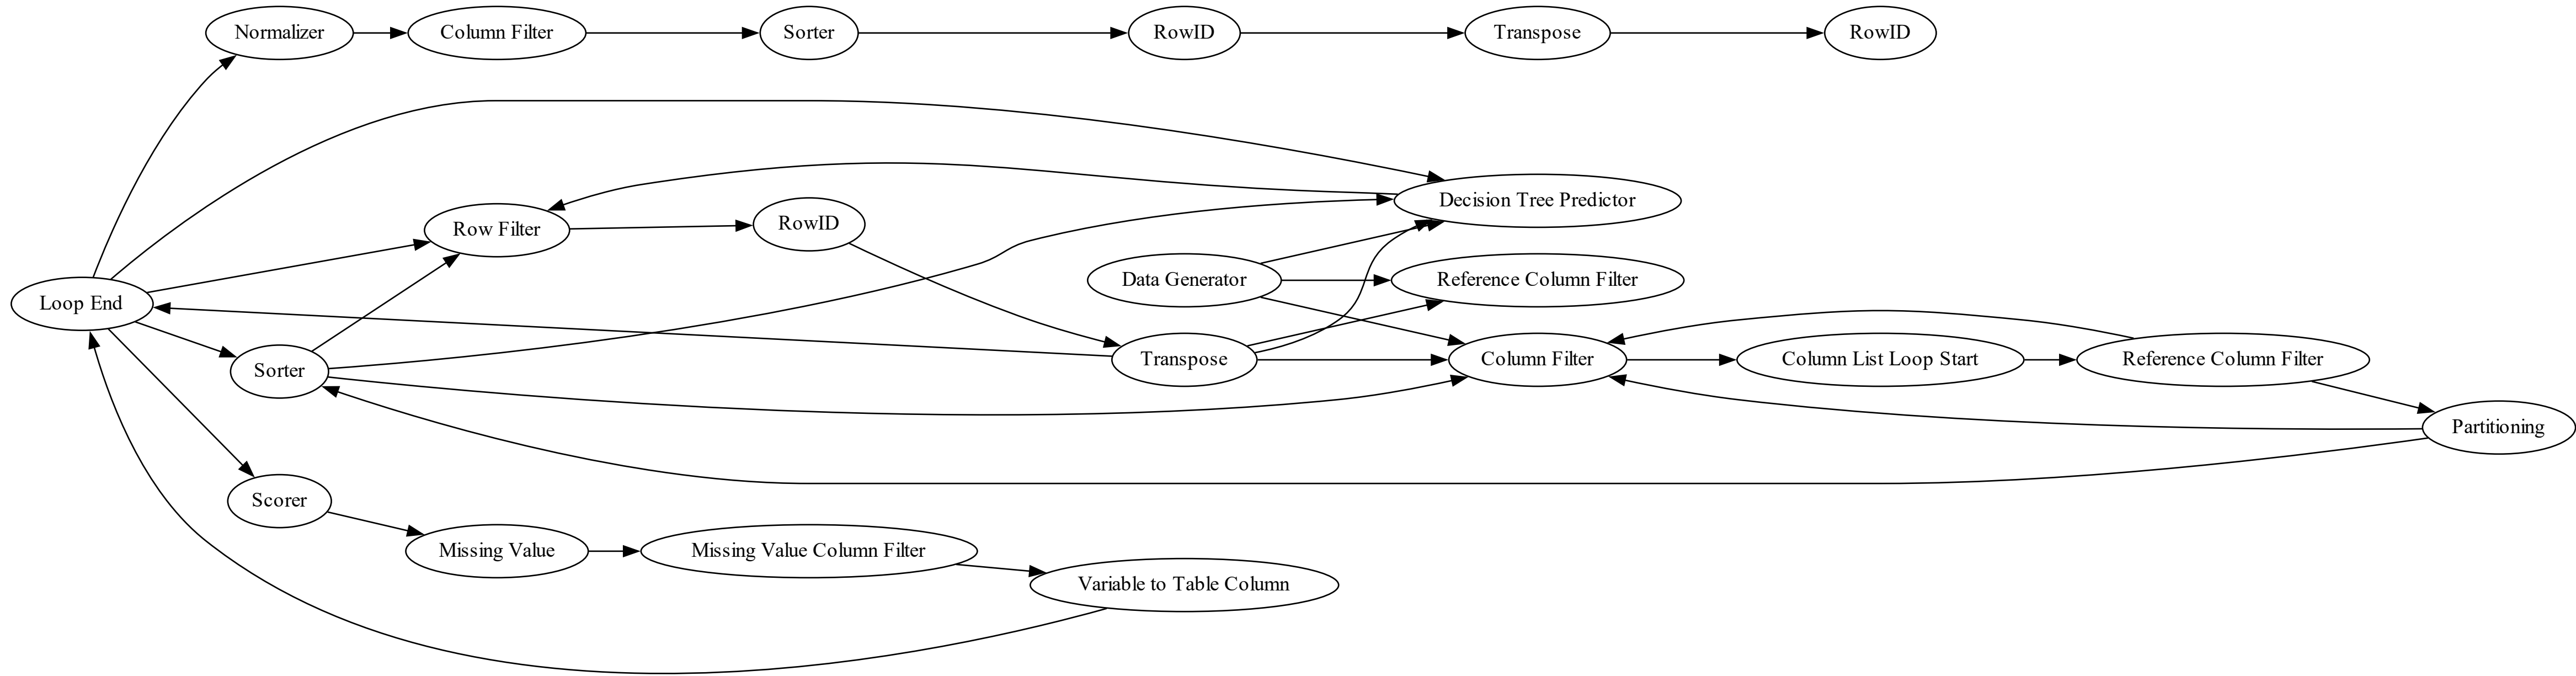 Normalizer
Column Filter
Sorter
RowID
Transpose
RowID
Decision Tree Predictor
Row Filter
RowID
Data Generator
Reference Column Filter
Loop End
Sorter
Transpose
Column Filter
Column List Loop Start
Reference Column Filter
Partitioning
Scorer
Missing Value
Missing Value Column Filter
Variable to Table Column